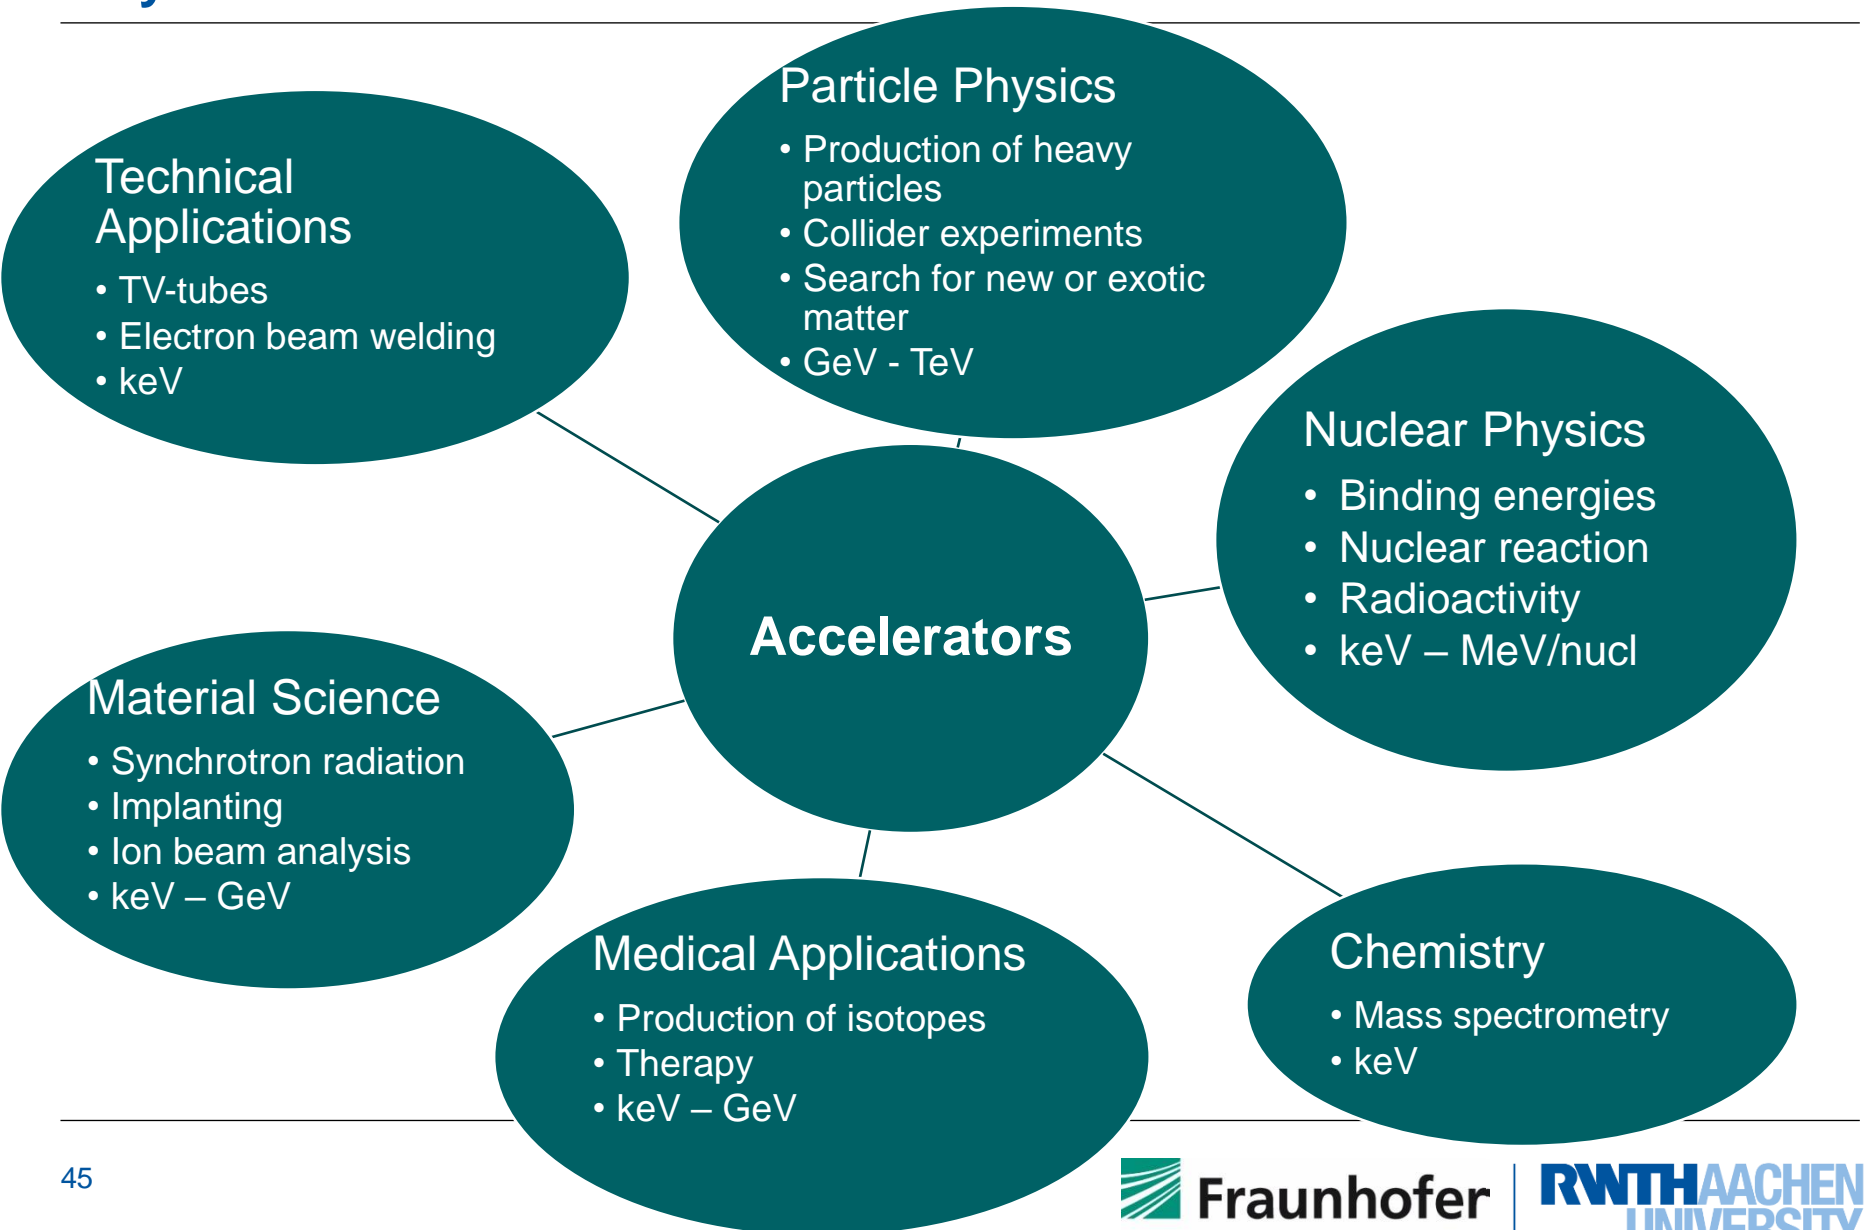 Technical
Applications
• TV-tubes
• Electron beam welding
• keV
Particle Physics
• Production of heavy
particles
• Collider experiments
• Search for new or exotic
matter
• GeV - TeV
Nuclear Physics
• Binding energies
• Nuclear reaction
• Radioactivity
• keV – MeV/nucl
Accelerators
Material Science
• Synchrotron radiation
• Implanting
• Ion beam analysis
• keV – GeV
Medical Applications
• Production of isotopes
• Therapy
• keV – GeV
Chemistry
• Mass spectrometry
• keV
45
Fraunhofer
RWTHAACHEN
UNIVERSITY